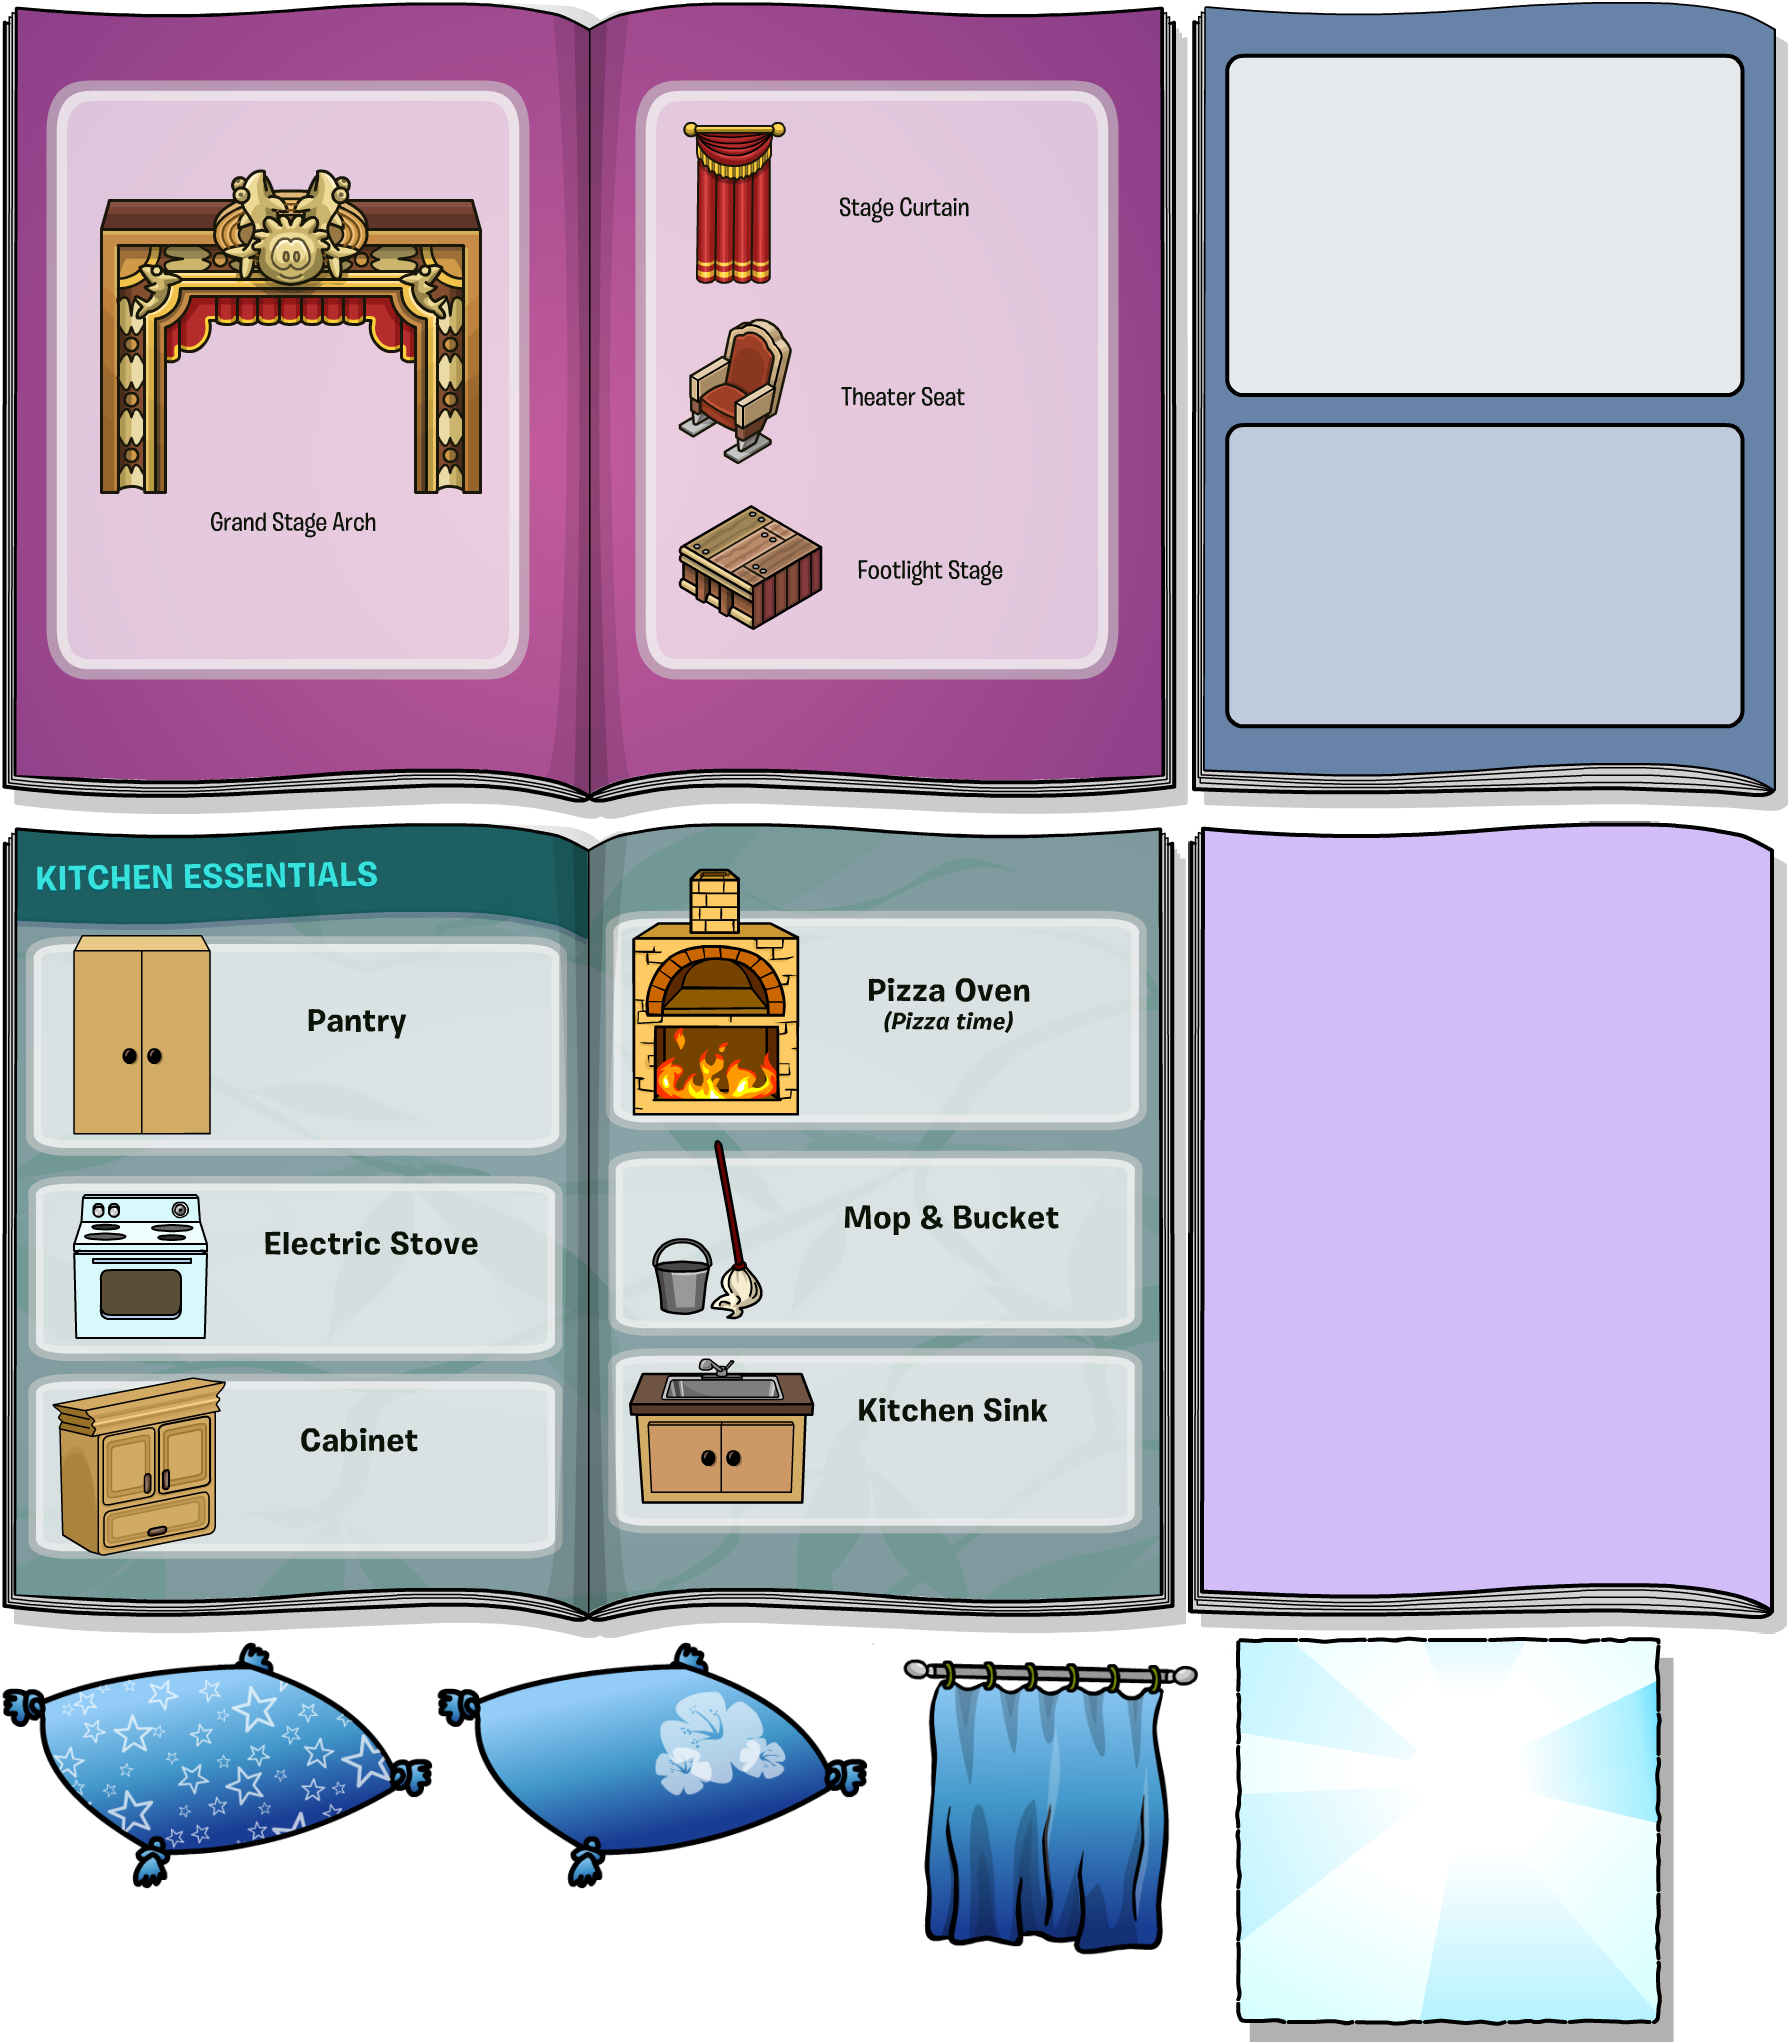 Grand Stage Arch
Stage Curtain
Theater Seat
Footlight Stage
KITCHEN ESSENTIALS
Pantry
Electric Stove
Cabinet
Pizza Oven
(Pizza time)
Mop & Bucket
Kitchen Sink